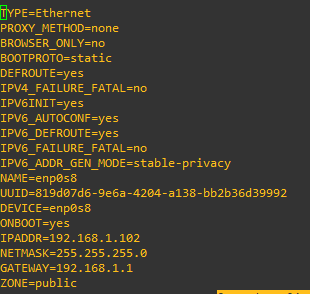 TYPE=Ethernet
PROXY_METHOD=none
BROWSER_ONLY=no
BOOTPROTO=static
DEFROUTE=yes
IPV4_FAILURE_FATAL=no
IPV6INIT=yes
IPV6_AUTOCONF=yes
IPV6_DEFROUTE=yes
IPV6_FAILURE_FATAL=no
IPV6_ADDR_GEN_MODE=stable-privacy
NAME=enp0s8
UUID=819d07d6-9e6a-4204-a138-bb2b36d39992
DEVICE=enp0s8
ONBOOT=yes
IPADDR=192.168.1.102
NETMASK=255.255.255.0
GATEWAY=192.168.1.1
ZONE=public